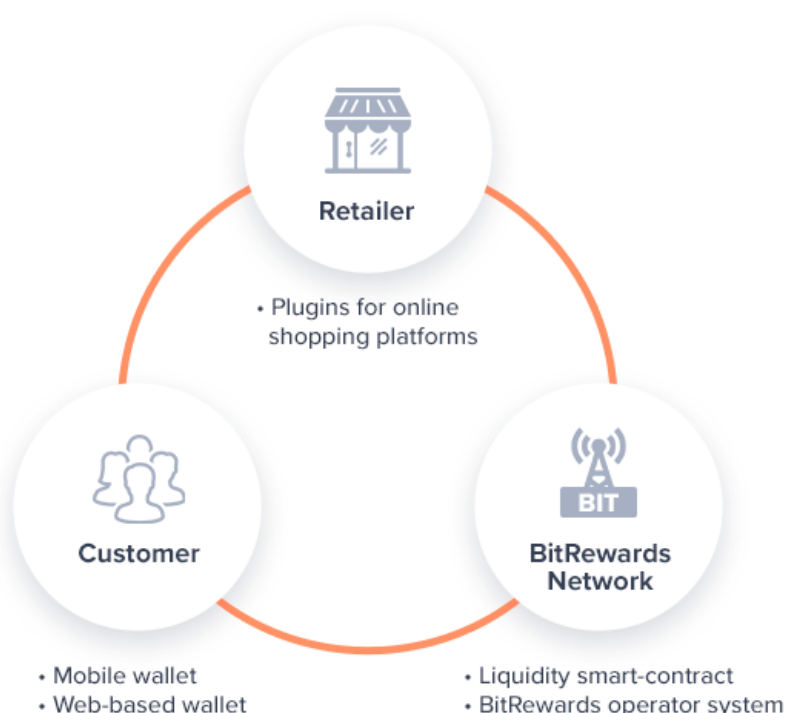 Retailer
• Plugins for online
shopping platforms
BIT
Customer
BitRewards
Network
• Mobile wallet
• Web-based wallet
• Liquidity smart-contract
• BitRewards operator system